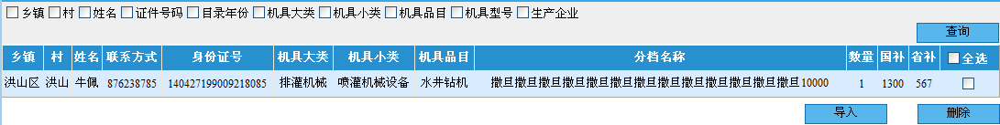 乡镇 村 姓名 证件号码 目录年份 机具大类 机具小类 机具品目 机具型号 生产企业
查询
乡镇 村 姓名 联系方式 身份证号 机具大类 机具小类 机具品目 分档名称 数量 国补 省补 全选
洪山区 洪山 牛佩 876238785 140427199009218085 排灌机械 喷灌机械设备 水井钻机 撒旦撒旦撒旦撒旦撒旦撒旦撒旦撒旦撒旦撒旦撒旦撒旦撒旦10000 1 1300 567
导入 删除